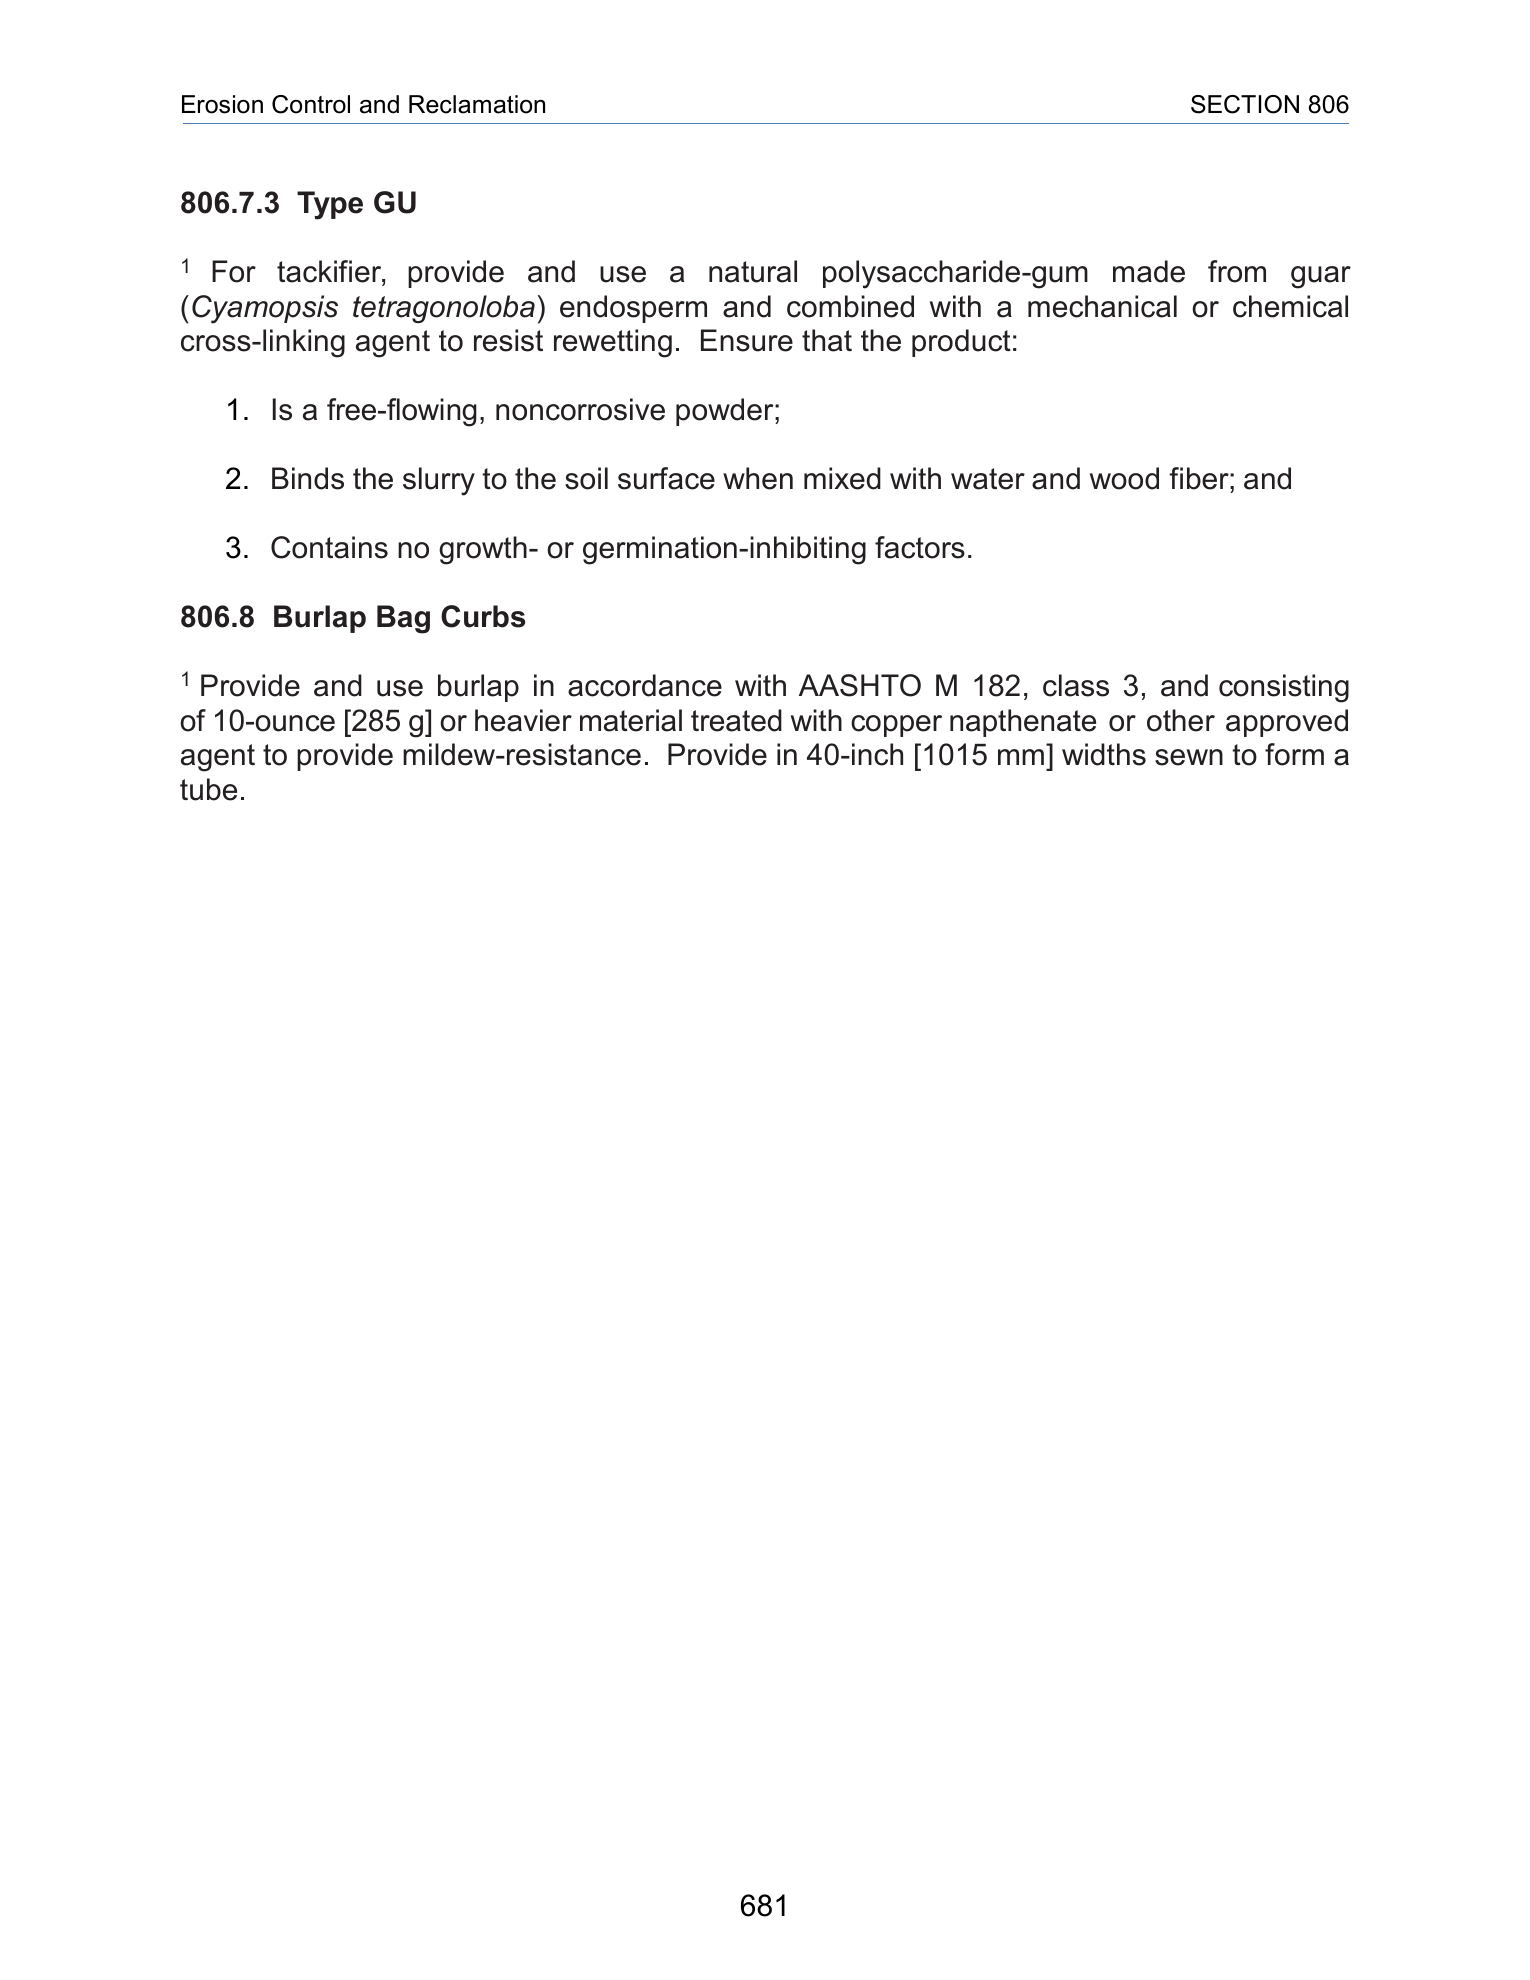 Erosion Control and Reclamation SECTION 806
806.7.3 Type GU
1 For tackifier, provide and use a natural polysaccharide-gum made from guar
(Cyamopsis tetragonoloba) endosperm and combined with a mechanical or chemical
cross-linking agent to resist rewetting. Ensure that the product:
1. Is a free-flowing, noncorrosive powder;
2. Binds the slurry to the soil surface when mixed with water and wood fiber; and
3. Contains no growth- or germination-inhibiting factors.
806.8 Burlap Bag Curbs
1 Provide and use burlap in accordance with AASHTO M 182, class 3, and consisting
of 10-ounce [285 g] or heavier material treated with copper napthenate or other approved
agent to provide mildew-resistance. Provide in 40-inch [1015 mm] widths sewn to form a
tube.
681